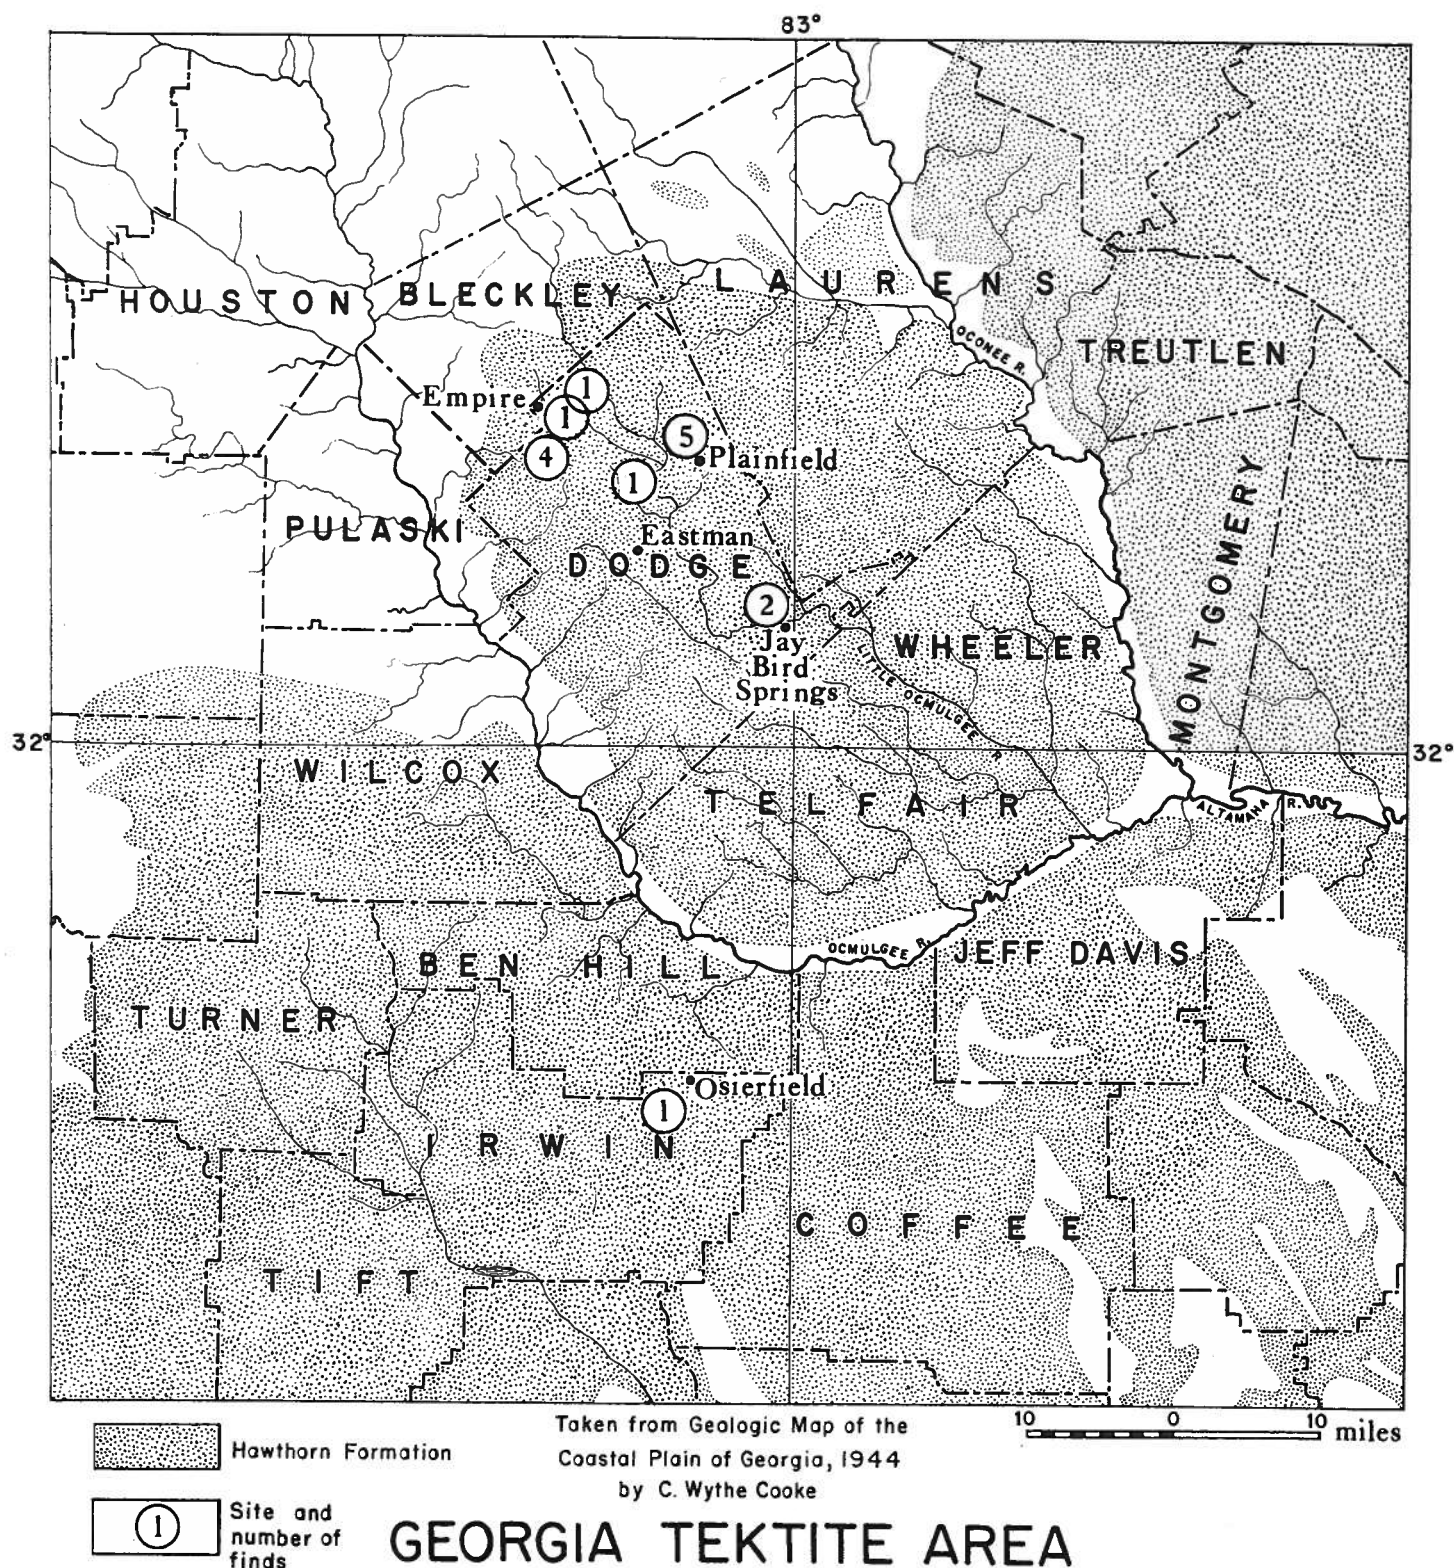 83°
HOUSTON
BLECKLEY
LAURENS
OCONEE R.
TREUTLEN
Empire
1
1
4
5
Plainfield
1
PULASKI
Eastman
DODGE
2
Jay
Bird
Springs
WHEELER
LITTLE OCMULGEE R.
MONTGOMERY
32°
32°
WILCOX
TELFAIR
ALTAMAHA R.
OCMULGEE R.
BEN HILL
JEFF DAVIS
TURNER
Osierfield
1
IRWIN
COFFEE
TIFT
Hawthorn Formation
Taken from Geologic Map of the
Coastal Plain of Georgia, 1944
by C. Wythe Cooke
10 0 10 miles
1
Site and
number of
finds
GEORGIA TEKTITE AREA